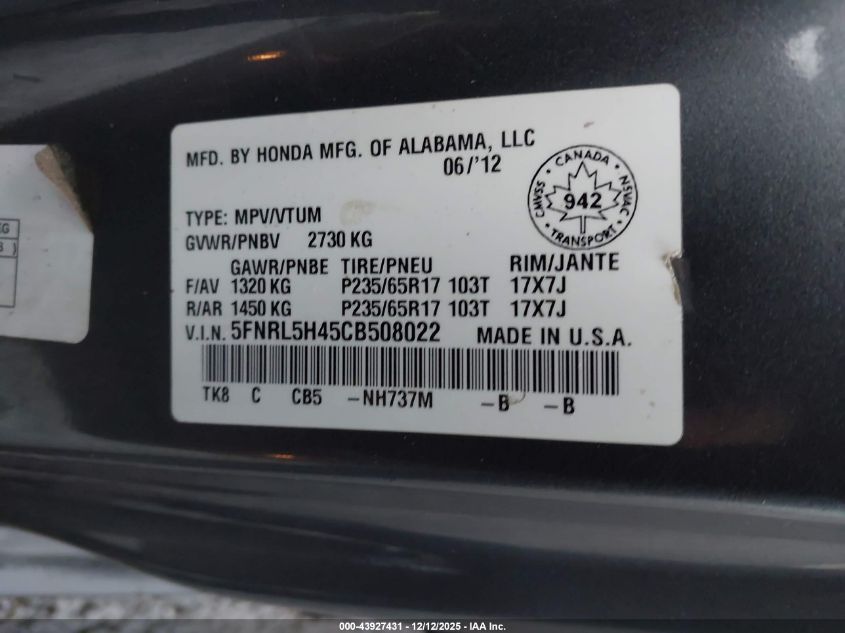 MFD. BY HONDA MFG. OF ALABAMA, LLC
06/'12
CANADA
CMVSS 942 NSVAC
TRANSPORT
TYPE: MPV/VTUM
GVWR/PNBV 2730 KG
GAWR/PNBE TIRE/PNEU RIM/JANTE
F/AV 1320 KG P235/65R17 103T 17X7J
R/AR 1450 KG P235/65R17 103T 17X7J
V.I.N. 5FNRL5H45CB508022 MADE IN U.S.A.
TK8 C CB5 -NH737M -B -B
000-43927431 - 12/12/2025 - IAA Inc.